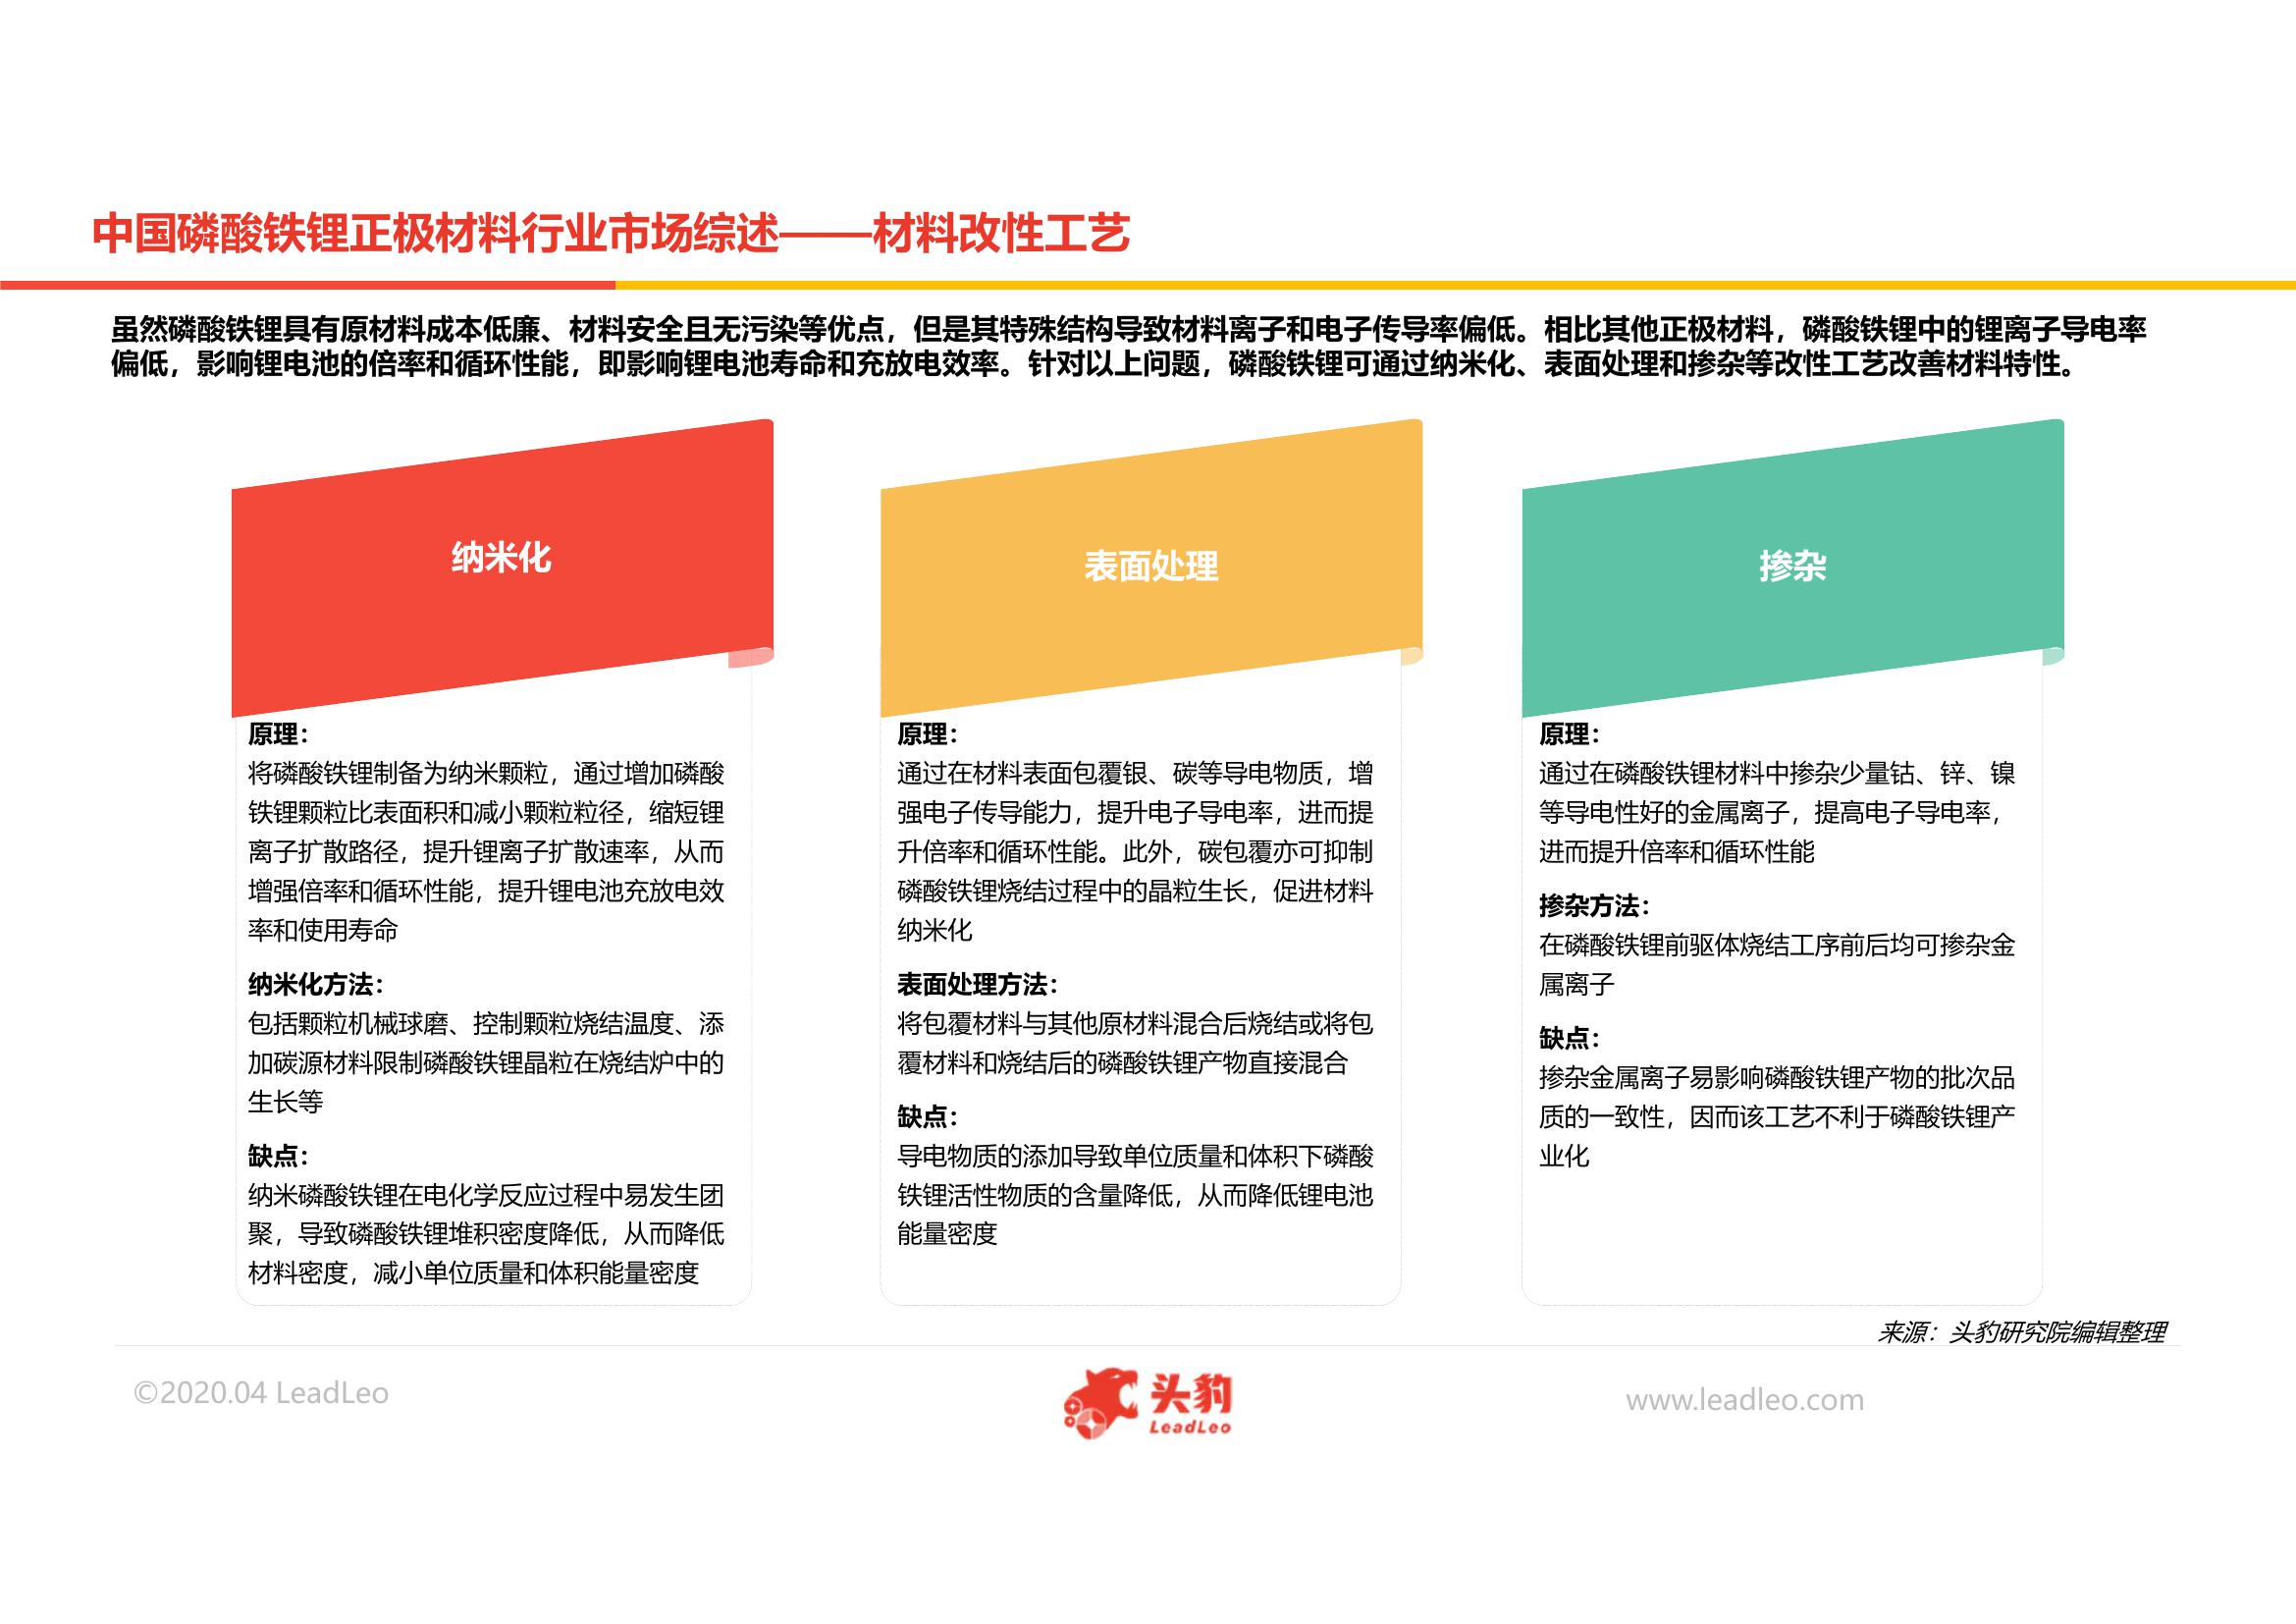 中国磷酸铁锂正极材料行业市场综述——材料改性工艺
虽然磷酸铁锂具有原材料成本低廉、材料安全且无污染等优点，但是其特殊结构导致材料离子和电子传导率偏低。相比其他正极材料，磷酸铁锂中的锂离子导电率
偏低，影响锂电池的倍率和循环性能，即影响锂电池寿命和充放电效率。针对以上问题，磷酸铁锂可通过纳米化、表面处理和掺杂等改性工艺改善材料特性。
纳米化
原理：
将磷酸铁锂制备为纳米颗粒，通过增加磷酸
铁锂颗粒比表面积和减小颗粒粒径，缩短锂
离子扩散路径，提升锂离子扩散速率，从而
增强倍率和循环性能，提升锂电池充放电效
率和使用寿命
纳米化方法：
包括颗粒机械球磨、控制颗粒烧结温度、添
加碳源材料限制磷酸铁锂晶粒在烧结炉中的
生长等
缺点：
纳米磷酸铁锂在电化学反应过程中易发生团
聚，导致磷酸铁锂堆积密度降低，从而降低
材料密度，减小单位质量和体积能量密度
表面处理
原理：
通过在材料表面包覆银、碳等导电物质，增
强电子传导能力，提升电子导电率，进而提
升倍率和循环性能。此外，碳包覆亦可抑制
磷酸铁锂烧结过程中的晶粒生长，促进材料
纳米化
表面处理方法：
将包覆材料与其他原材料混合后烧结或将包
覆材料和烧结后的磷酸铁锂产物直接混合
缺点：
导电物质的添加导致单位质量和体积下磷酸
铁锂活性物质的含量降低，从而降低锂电池
能量密度
掺杂
原理：
通过在磷酸铁锂材料中掺杂少量钴、锌、镍
等导电性好的金属离子，提高电子导电率，
进而提升倍率和循环性能
掺杂方法：
在磷酸铁锂前驱体烧结工序前后均可掺杂金
属离子
缺点：
掺杂金属离子易影响磷酸铁锂产物的批次品
质的一致性，因而该工艺不利于磷酸铁锂产
业化
来源：头豹研究院编辑整理
©2020.04 LeadLeo
头豹
LeadLeo
www.leadleo.com